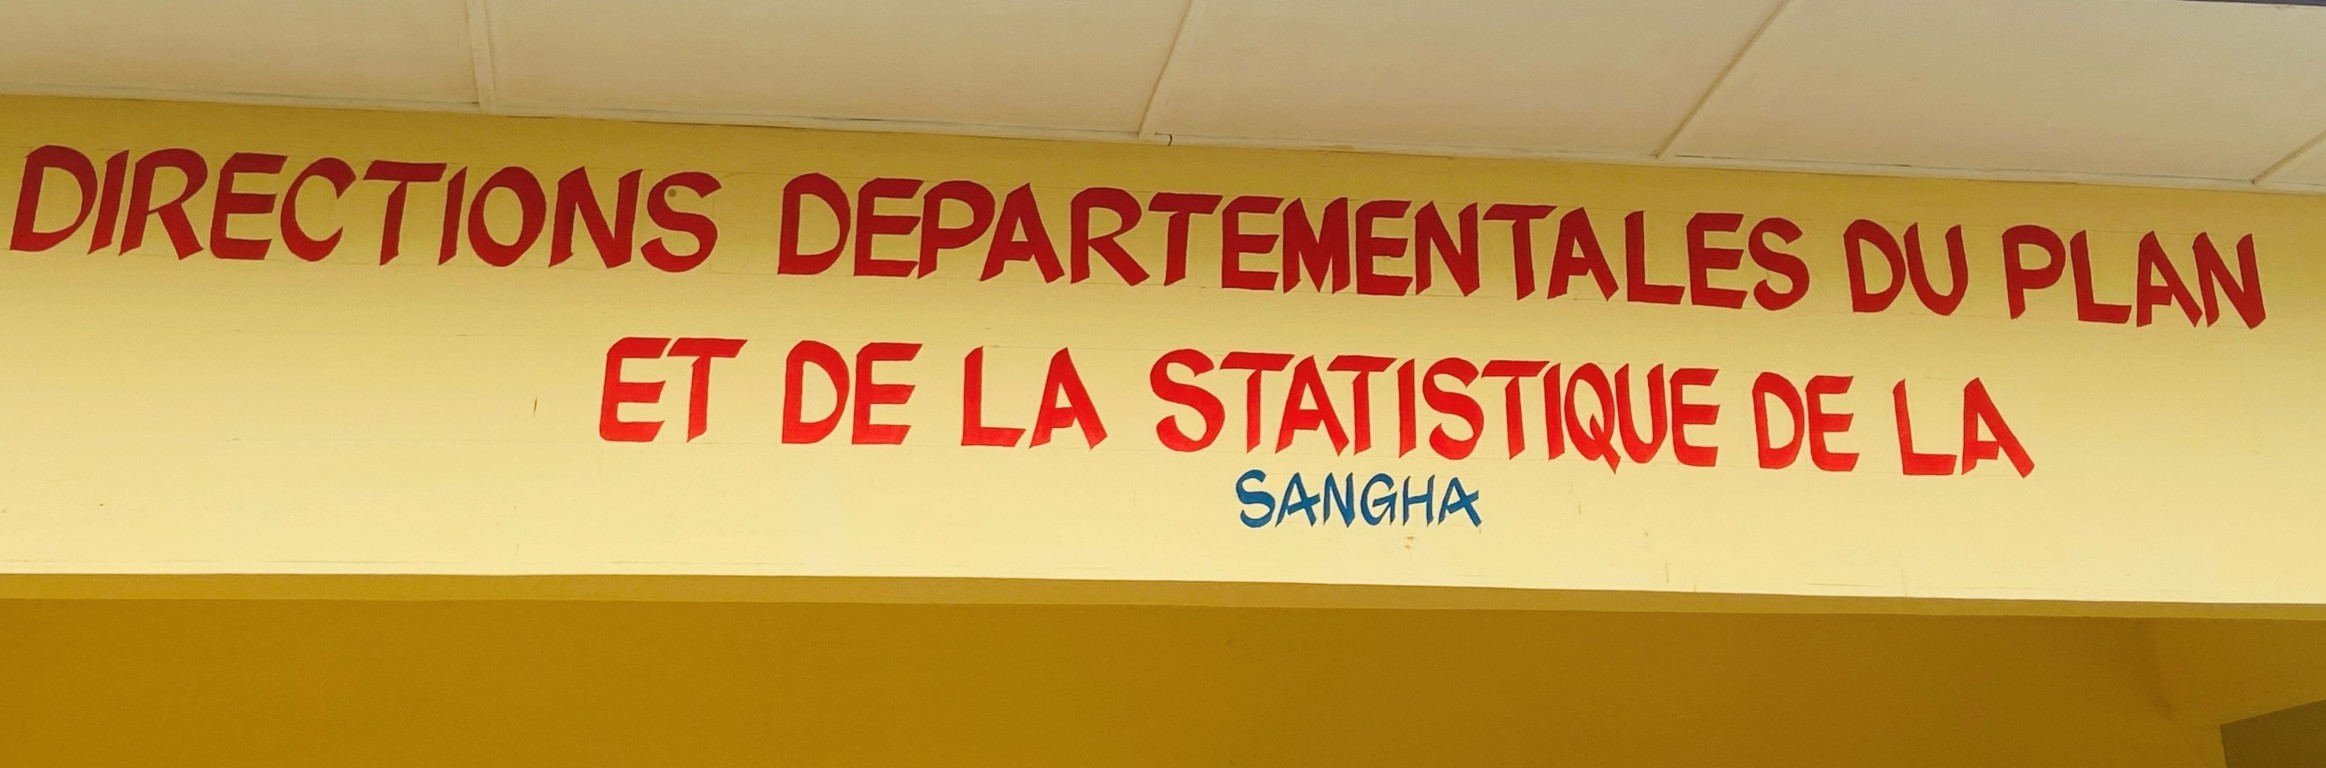 DIRECTIONS DEPARTEMENTALES DU PLAN
ET DE LA STATISTIQUE DE LA
SANGHA